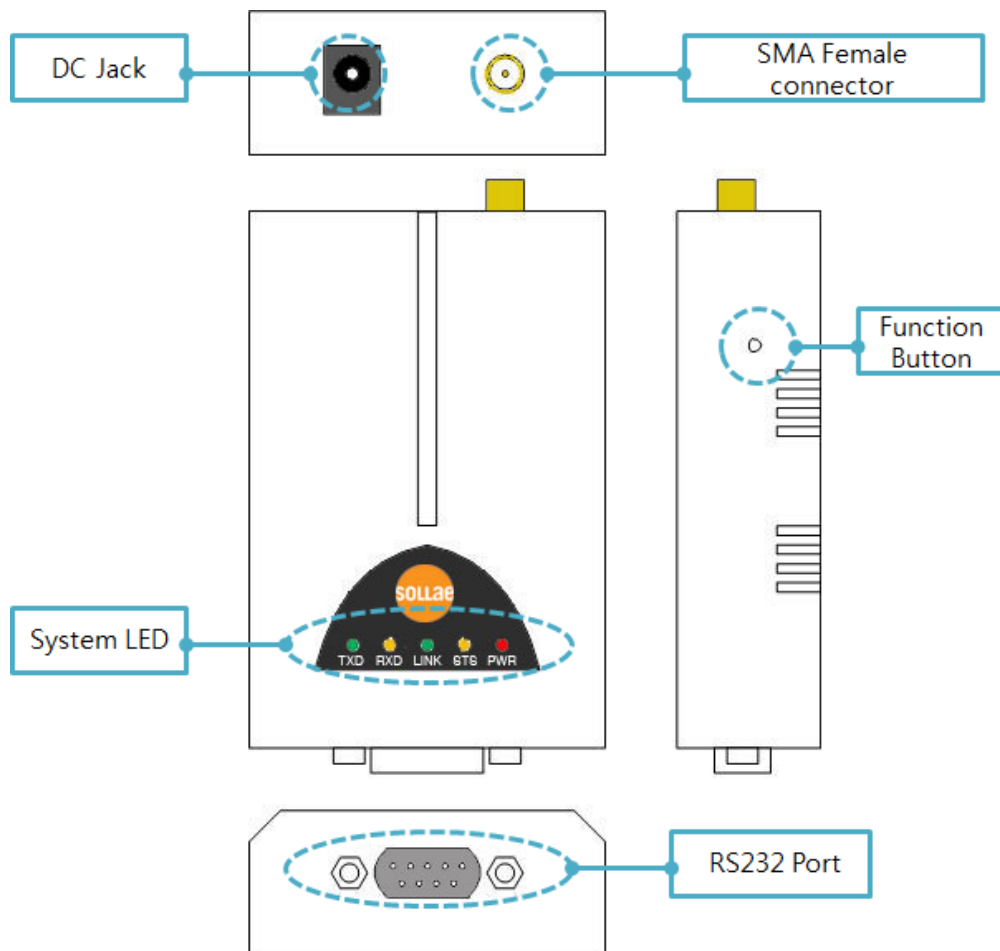 DC Jack
SMA Female
connector
Function
Button
sollae
System LED
TXD RXD LINK STS PWR
RS232 Port